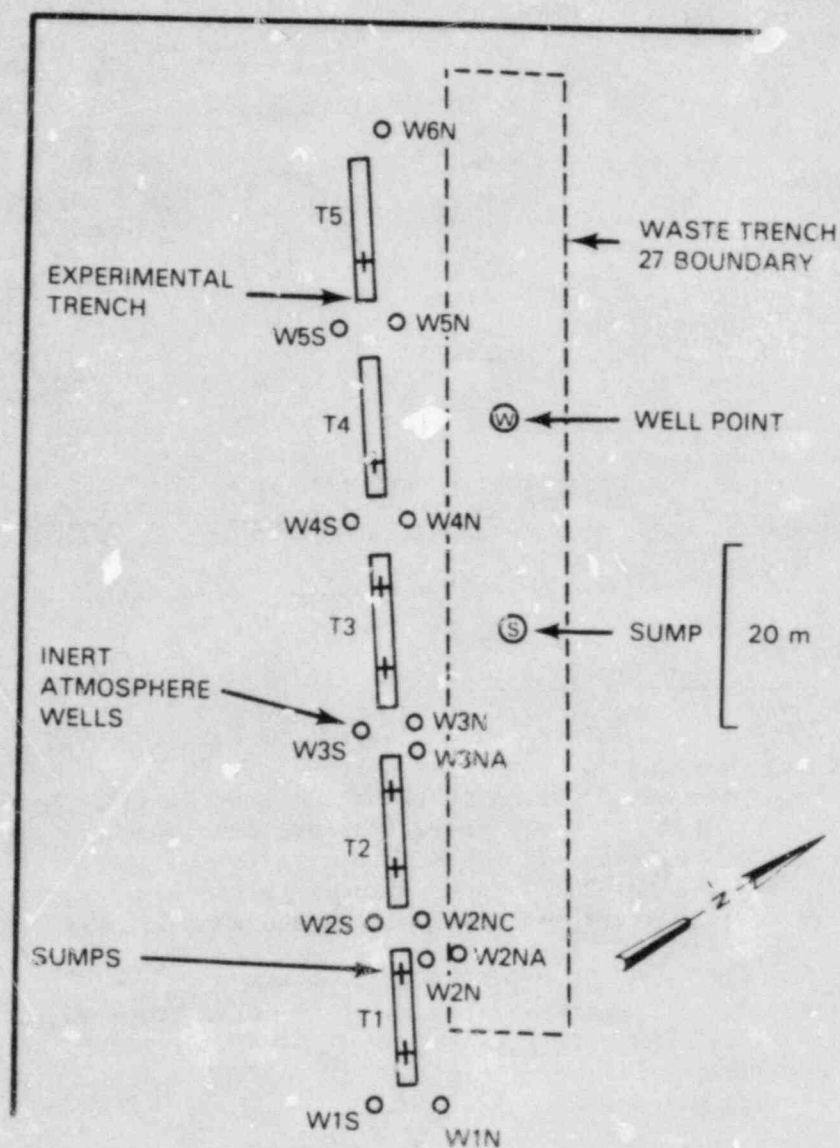 W6N
T5
WASTE TRENCH
27 BOUNDARY
EXPERIMENTAL
TRENCH
W5S
W5N
T4
W
WELL POINT
W4S
W4N
T3
S
SUMP
20 m
INERT
ATMOSPHERE
WELLS
W3N
W3S
W3NA
T2
N
W2S
W2NC
SUMPS
W2NA
W2N
T1
W1S
W1N